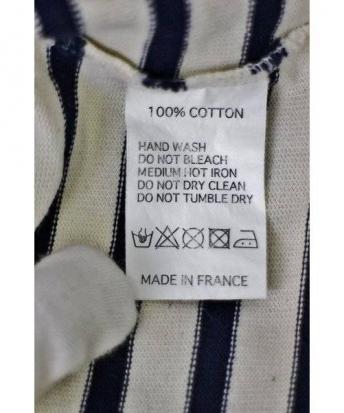 100% COTTON
HAND WASH
DO NOT BLEACH
MEDIUM HOT IRON
DO NOT DRY CLEAN
DO NOT TUMBLE DRY
MADE IN FRANCE